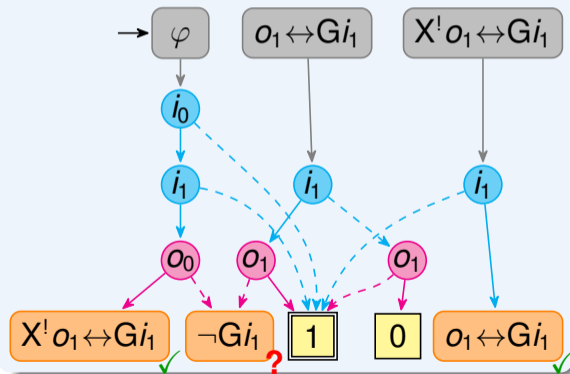 φ o₁↔Gi₁ X!o₁↔Gi₁
i₀
i₁ i₁ i₁
o₀ o₁ o₁
X!o₁↔Gi₁ ¬Gi₁ 1 0 o₁↔Gi₁
✓ ? ✓